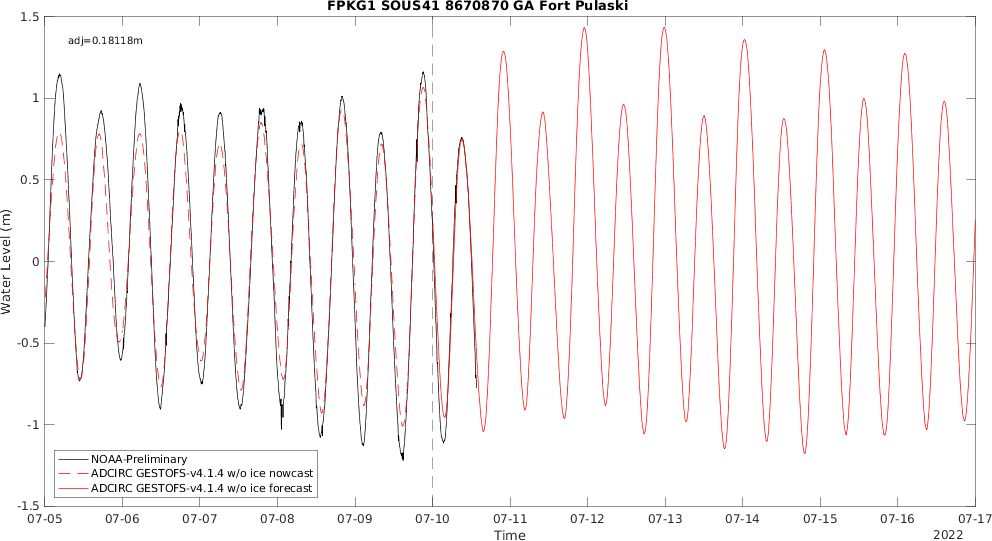 FPKG1 SOUS41 8670870 GA Fort Pulaski
adj=0.18118m
1.5
1
0.5
0
-0.5
-1
-1.5
Water Level (m)
NOAA-Preliminary
ADCIRC GESTOFS-v4.1.4 w/o ice nowcast
ADCIRC GESTOFS-v4.1.4 w/o ice forecast
07-05 07-06 07-07 07-08 07-09 07-10 07-11 07-12 07-13 07-14 07-15 07-16 07-17
Time
2022